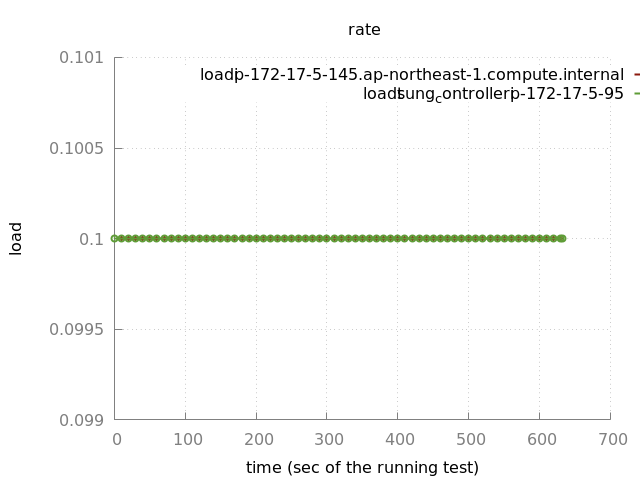 rate
0.101
load:ip-172-17-5-145.ap-northeast-1.compute.internal
load:tsung_controller:ip-172-17-5-95
0.1005
load
0.1
0.0995
0.099
0 100 200 300 400 500 600 700
time (sec of the running test)